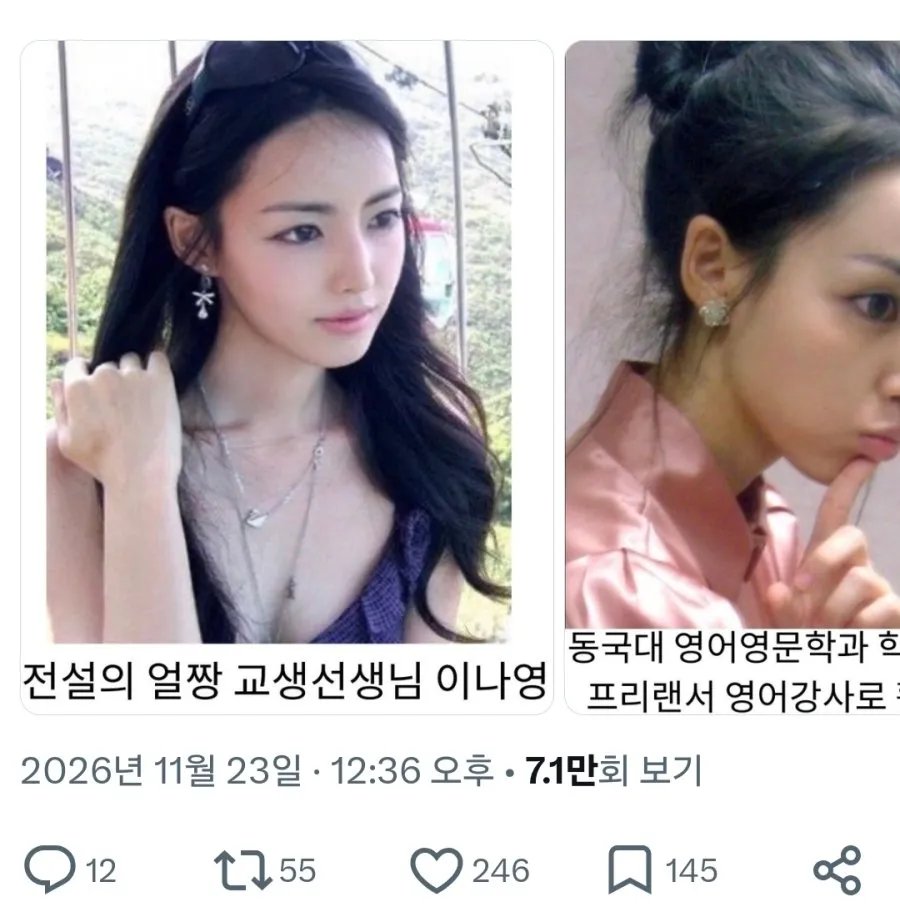 전설의 얼짱 교생선생님 이나영
동국대 영어영문학과
프리랜서 영어강사로
2026년 11월 23일 · 12:36 오후 · 7.1만회 보기
12
55
246
145